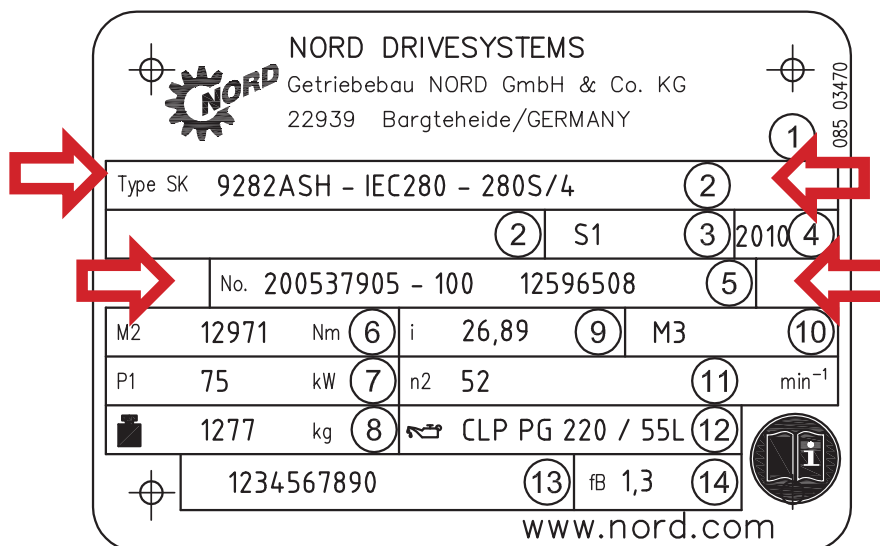 NORD DRIVESYSTEMS
NORD
Getriebebau NORD GmbH & Co. KG
22939 Bargteheide/GERMANY
085 03470
1
Type SK 9282ASH - IEC280 - 280S/4 2
2 S1 3 2010 4
No. 200537905 - 100 12596508 5
M2 12971 Nm 6 i 26,89 9 M3 10
P1 75 kW 7 n2 52 11 min-1
1277 kg 8 CLP PG 220 / 55L 12
i
1234567890 13 fB 1,3 14
www.nord.com